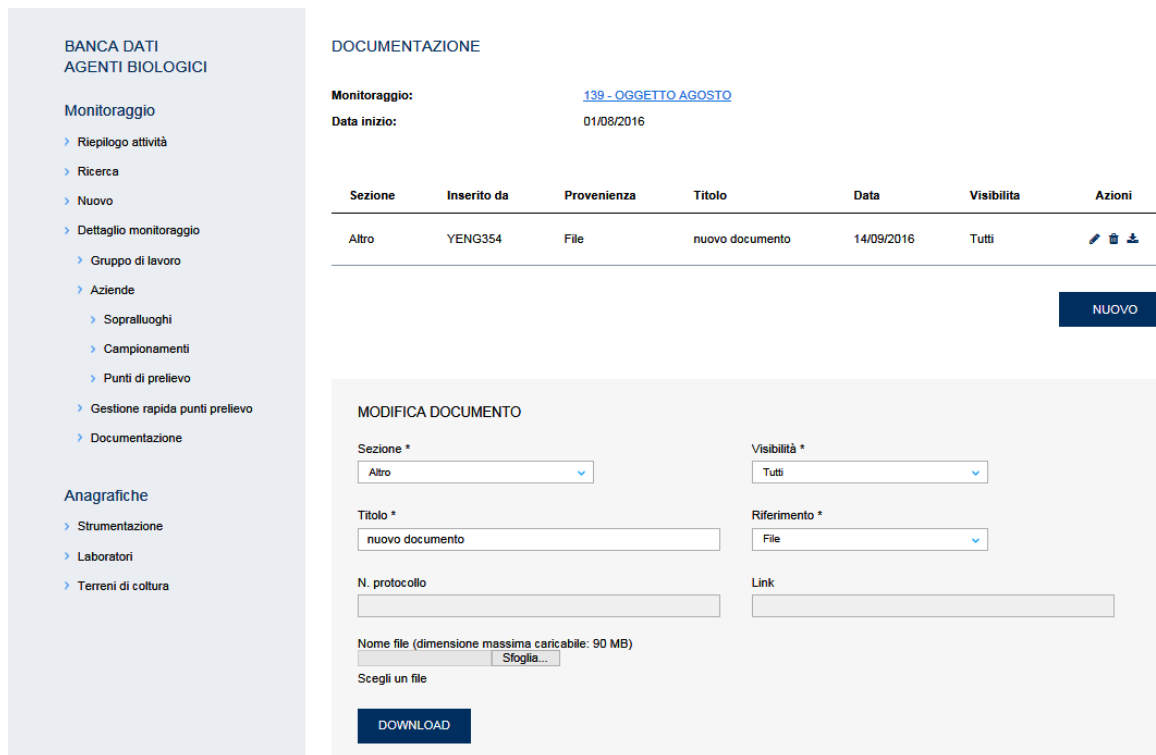 BANCA DATI
AGENTI BIOLOGICI
Monitoraggio
Riepilogo attività
Ricerca
Nuovo
Dettaglio monitoraggio
Gruppo di lavoro
Aziende
Sopralluoghi
Campionamenti
Punti di prelievo
Gestione rapida punti prelievo
Documentazione
Anagrafiche
Strumentazione
Laboratori
Terreni di coltura
DOCUMENTAZIONE
Monitoraggio: 139 - OGGETTO AGOSTO
Data inizio: 01/08/2016
Sezione Inserito da Provenienza Titolo Data Visibilita Azioni
Altro YENG354 File nuovo documento 14/09/2016 Tutti
NUOVO
MODIFICA DOCUMENTO
Sezione * Visibilità *
Altro Tutti
Titolo * Riferimento *
nuovo documento File
N. protocollo Link
Nome file (dimensione massima caricabile: 90 MB)
Sfoglia...
Scegli un file
DOWNLOAD